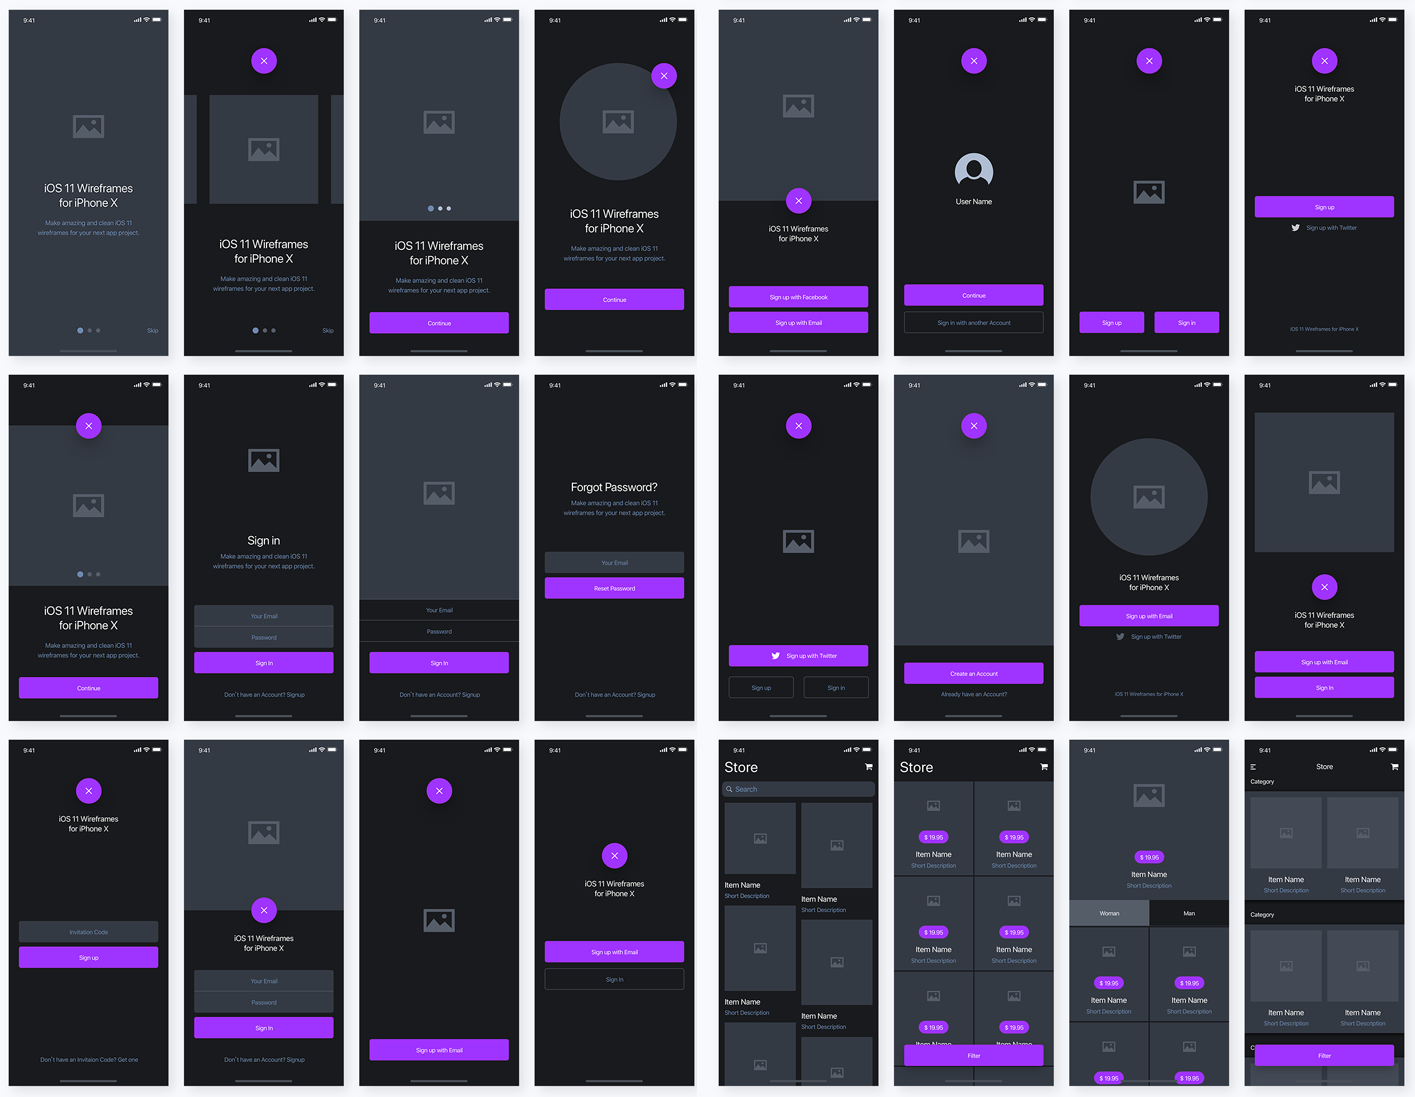 9:41
iOS 11 Wireframes
for iPhone X
Make amazing and clean iOS 11
wireframes for your next app project.
Skip
9:41
iOS 11 Wireframes
for iPhone X
Make amazing and clean iOS 11
wireframes for your next app project.
Skip
9:41
iOS 11 Wireframes
for iPhone X
Make amazing and clean iOS 11
wireframes for your next app project.
Continue
9:41
iOS 11 Wireframes
for iPhone X
Make amazing and clean iOS 11
wireframes for your next app project.
Continue
9:41
iOS 11 Wireframes
for iPhone X
Sign up with Facebook
Sign up with Email
9:41
User Name
Continue
Sign in with another Account
9:41
Sign up
Sign in
9:41
iOS 11 Wireframes
for iPhone X
Sign up
Sign up with Twitter
iOS 11 Wireframes for iPhone X
9:41
iOS 11 Wireframes
for iPhone X
Make amazing and clean iOS 11
wireframes for your next app project.
Continue
9:41
Sign in
Make amazing and clean iOS 11
wireframes for your next app project.
Your Email
Password
Sign In
Don't have an Account? Signup
9:41
Your Email
Password
Sign In
Don't have an Account? Signup
9:41
Forgot Password?
Make amazing and clean iOS 11
wireframes for your next app project.
Your Email
Reset Password
Don't have an Account? Signup
9:41
Sign up with Twitter
Sign up
Sign in
9:41
Create an Account
Already have an Account?
9:41
iOS 11 Wireframes
for iPhone X
Sign up with Email
Sign up with Twitter
iOS 11 Wireframes for iPhone X
9:41
iOS 11 Wireframes
for iPhone X
Sign up with Email
Sign In
9:41
iOS 11 Wireframes
for iPhone X
Invitation Code
Sign up
Don't have an Invitaion Code? Get one
9:41
iOS 11 Wireframes
for iPhone X
Your Email
Password
Sign In
Don't have an Account? Signup
9:41
Sign up with Email
9:41
iOS 11 Wireframes
for iPhone X
Sign up with Email
Sign In
9:41
Store
Search
Item Name
Short Description
Item Name
Short Description
Item Name
Short Description
Item Name
Short Description
9:41
Store
$ 19.95
$ 19.95
Item Name
Item Name
Short Description
Short Description
$ 19.95
$ 19.95
Item Name
Item Name
Short Description
Short Description
$ 19.95
$ 19.95
Item Name
Item Name
Filter
9:41
$ 19.95
Item Name
Short Description
Woman
Man
$ 19.95
$ 19.95
Item Name
Item Name
Short Description
Short Description
$ 19.95
$ 19.95
9:41
Store
Category
Item Name
Item Name
Short Description
Short Description
Category
Item Name
Item Name
Short Description
Short Description
Filter